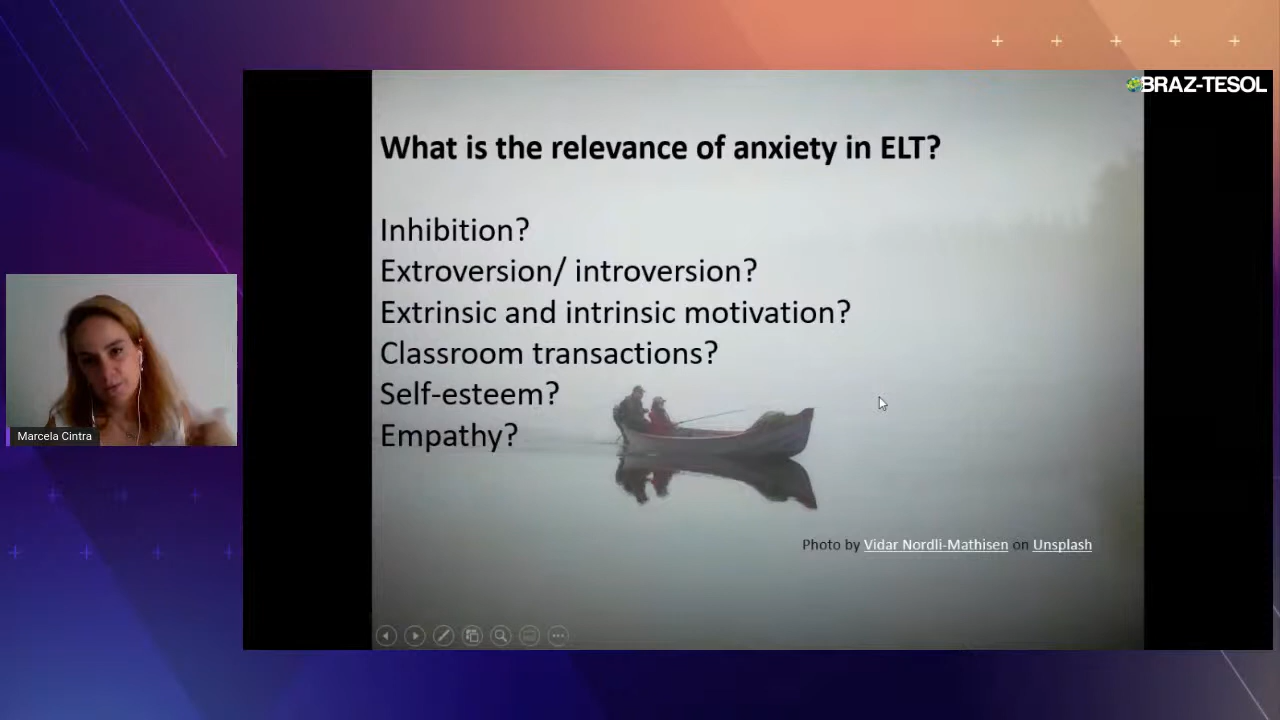 BRAZ-TESOL
What is the relevance of anxiety in ELT?
Inhibition?
Extroversion/ introversion?
Extrinsic and intrinsic motivation?
Classroom transactions?
Self-esteem?
Empathy?
Marcela Cintra
Photo by Vidar Nordli-Mathisen on Unsplash